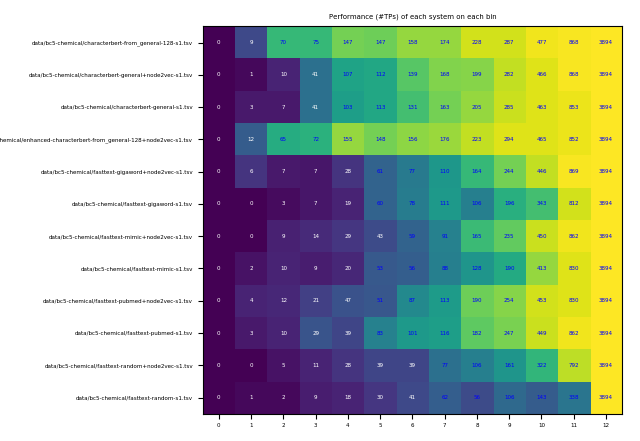 Performance (#TPs) of each system on each bin
data/bc5-chemical/characterbert-from_general-128-s1.tsv 0 9 70 75 147 147 158 174 228 287 477 868 3894
data/bc5-chemical/characterbert-general+node2vec-s1.tsv 0 1 10 41 107 112 139 168 199 282 466 868 3894
data/bc5-chemical/characterbert-general-s1.tsv 0 3 7 41 103 113 131 163 205 285 463 853 3894
hemical/enhanced-characterbert-from_general-128+node2vec-s1.tsv 0 12 65 72 155 148 156 176 223 294 465 852 3894
data/bc5-chemical/fasttext-gigaword+node2vec-s1.tsv 0 6 7 7 28 61 77 110 164 244 446 869 3894
data/bc5-chemical/fasttext-gigaword-s1.tsv 0 0 3 7 19 60 78 111 106 196 343 812 3894
data/bc5-chemical/fasttext-mimic+node2vec-s1.tsv 0 0 9 14 29 43 59 91 165 235 450 862 3894
data/bc5-chemical/fasttext-mimic-s1.tsv 0 2 10 9 20 56 88 128 190 413 830 3894
data/bc5-chemical/fasttext-pubmed+node2vec-s1.tsv 0 4 12 21 47 51 87 113 190 254 453 830 3894
data/bc5-chemical/fasttext-pubmed-s1.tsv 0 3 10 29 39 83 101 116 182 247 449 862 3894
data/bc5-chemical/fasttext-random+node2vec-s1.tsv 0 0 5 11 28 39 39 77 106 161 322 792 3894
data/bc5-chemical/fasttext-random-s1.tsv 0 1 2 9 18 30 41 62 106 143 3894
0 1 2 3 4 5 6 7 8 9 10 11 12